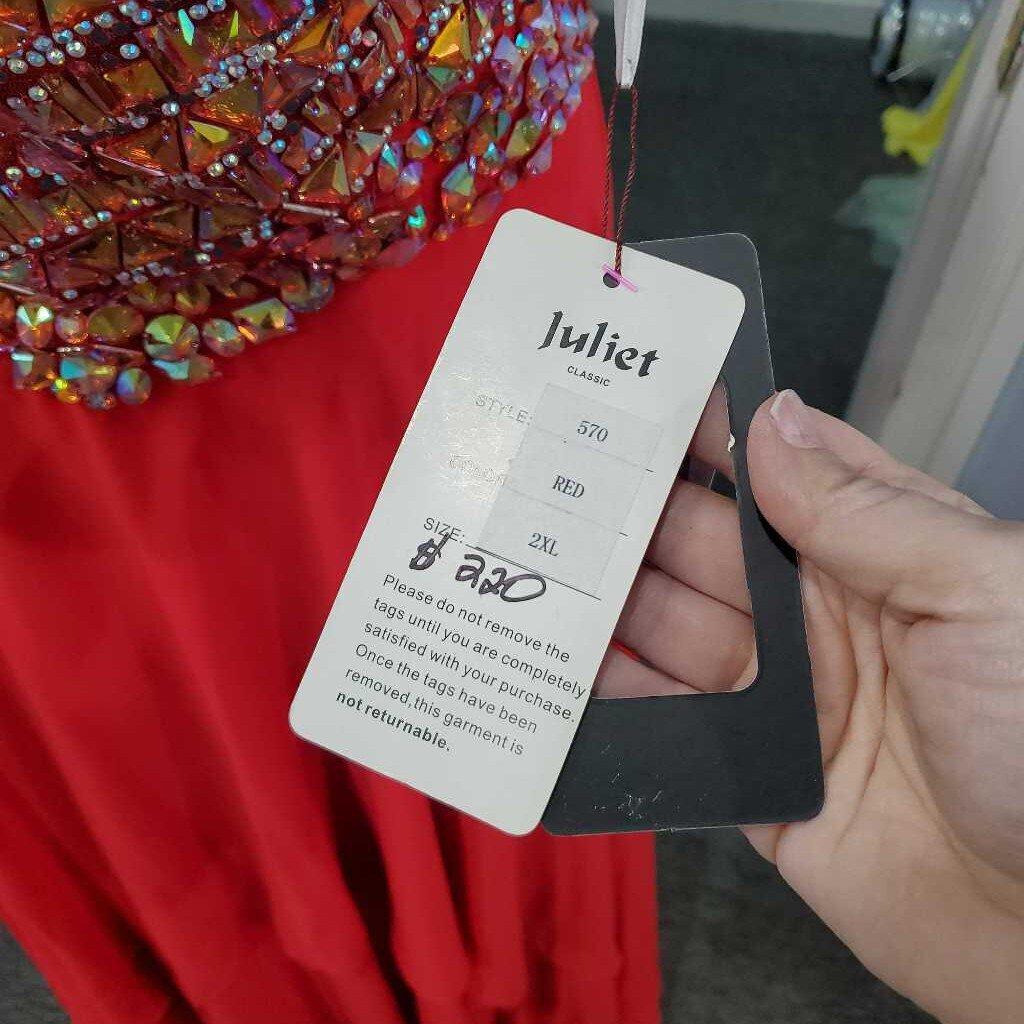 Juliet
CLASSIC
STYLE: 570
COLOR: RED
SIZE: 2XL
$ 220
Please do not remove the
tags until you are completely
satisfied with your purchase.
Once the tags have been
removed,this garment is
not returnable.